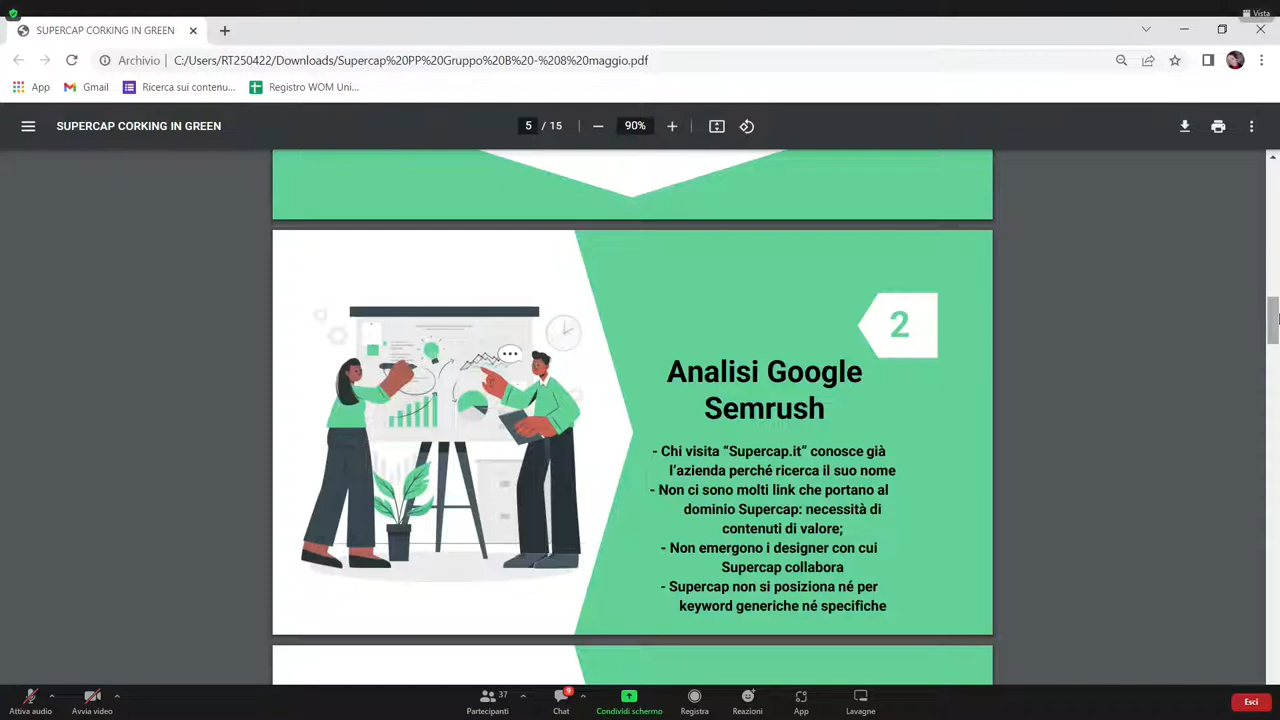 Vista
SUPERCAP CORKING IN GREEN
Archivio C:/Users/RT250422/Downloads/Supercap%20PP%20Gruppo%20B%20-%208%20maggio.pdf
App Gmail Ricerca sui contenu... Registro WOM Uni...
SUPERCAP CORKING IN GREEN 5 / 15 90%
2
Analisi Google
Semrush
- Chi visita “Supercap.it” conosce già
l’azienda perché ricerca il suo nome
- Non ci sono molti link che portano al
dominio Supercap: necessità di
contenuti di valore;
- Non emergono i designer con cui
Supercap collabora
- Supercap non si posiziona né per
keyword generiche né specifiche
37 9
Attiva audio Avvia video Partecipanti Chat Condividi schermo Registra Reazioni App Lavagne Esci